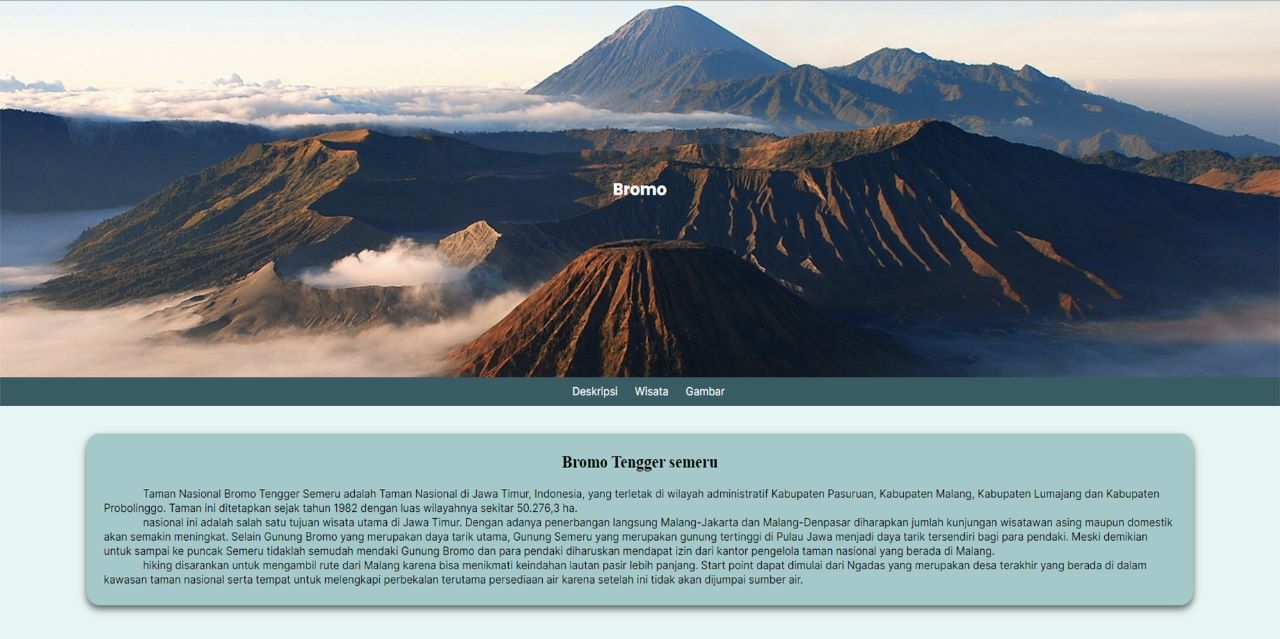 Bromo
Deskripsi Wisata Gambar
Bromo Tengger semeru
Taman Nasional Bromo Tengger Semeru adalah Taman Nasional di Jawa Timur, Indonesia, yang terletak di wilayah administratif Kabupaten Pasuruan, Kabupaten Malang, Kabupaten Lumajang dan Kabupaten
Probolinggo. Taman ini ditetapkan sejak tahun 1982 dengan luas wilayahnya sekitar 50.276,3 ha.
nasional ini adalah salah satu tujuan wisata utama di Jawa Timur. Dengan adanya penerbangan langsung Malang-Jakarta dan Malang-Denpasar diharapkan jumlah kunjungan wisatawan asing maupun domestik
akan semakin meningkat. Selain Gunung Bromo yang merupakan daya tarik utama, Gunung Semeru yang merupakan gunung tertinggi di Pulau Jawa menjadi daya tarik tersendiri bagi para pendaki. Meski demikian
untuk sampai ke puncak Semeru tidaklah semudah mendaki Gunung Bromo dan para pendaki diharuskan mendapat izin dari kantor pengelola taman nasional yang berada di Malang.
hiking disarankan untuk mengambil rute dari Malang karena bisa menikmati keindahan lautan pasir lebih panjang. Start point dapat dimulai dari Ngadas yang merupakan desa terakhir yang berada di dalam
kawasan taman nasional serta tempat untuk melengkapi perbekalan terutama persediaan air karena setelah ini tidak akan dijumpai sumber air.